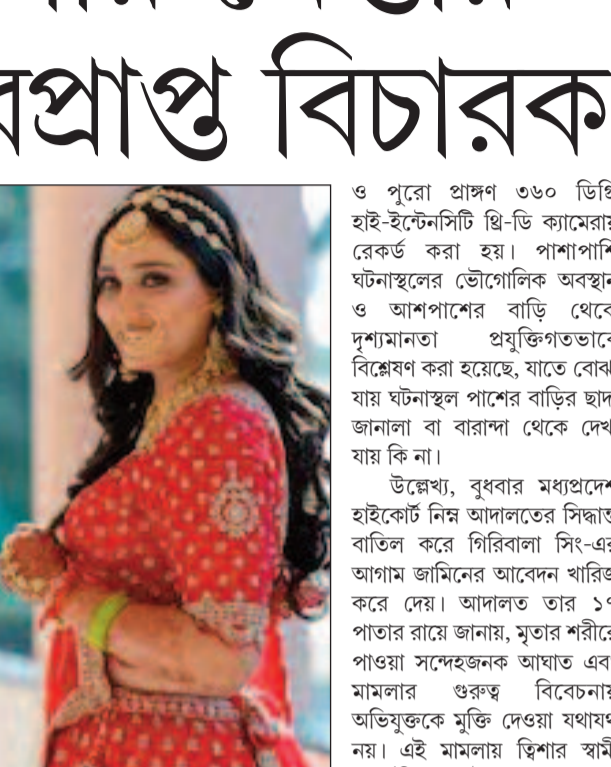 বিচারক
ও পুরো প্রাঙ্গণ ৩৬০ ডিগ্রি
হাই-ইন্টেনসিটি থ্রি-ডি ক্যামেরায়
রেকর্ড করা হয়। পাশাপাশি
ঘটনাস্থলের ভৌগোলিক অবস্থান
ও আশপাশের বাড়ি থেকে
দৃশ্যমানতা প্রযুক্তিগতভাবে
বিশ্লেষণ করা হয়েছে, যাতে বোঝা
যায় ঘটনাস্থল পাশের বাড়ির ছাদ
জানালা বা বারান্দা থেকে দেখা
যায় কি না।
উল্লেখ্য, বুধবার মধ্যপ্রদেশ
হাইকোর্ট নিম্ন আদালতের সিদ্ধান্ত
বাতিল করে গিরিবালা সিং-এর
আগাম জামিনের আবেদন খারিজ
করে দেয়। আদালত তার
পাতার রায়ে জানায়, মৃতার শরীরে
পাওয়া সন্দেহজনক আঘাত এবং
মামলার গুরুত্ব বিবেচনায়
অভিযুক্তকে মুক্তি দেওয়া যথাযথ
নয়। এই মামলায় ত্বিশার স্বামী